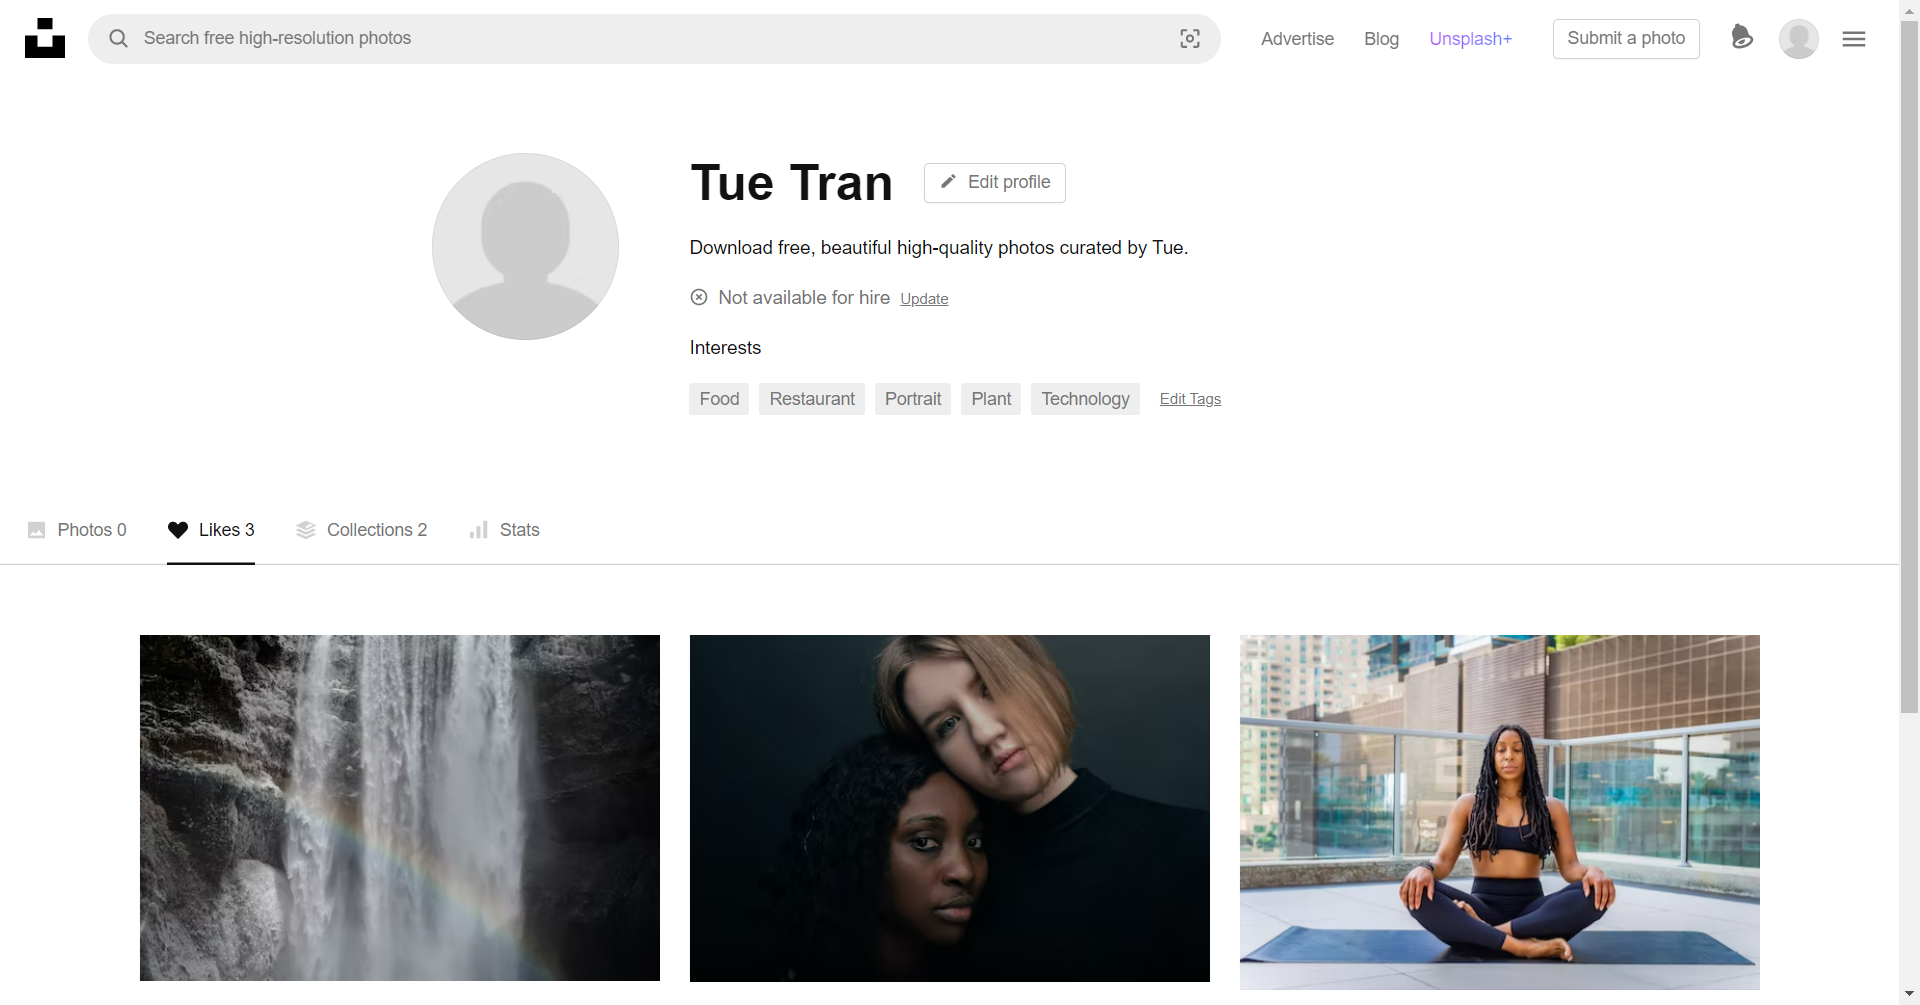 Search free high-resolution photos
Advertise
Blog
Unsplash+
Submit a photo
Tue Tran
Edit profile
Download free, beautiful high-quality photos curated by Tue.
Not available for hire Update
Interests
Food
Restaurant
Portrait
Plant
Technology
Edit Tags
Photos 0
Likes 3
Collections 2
Stats